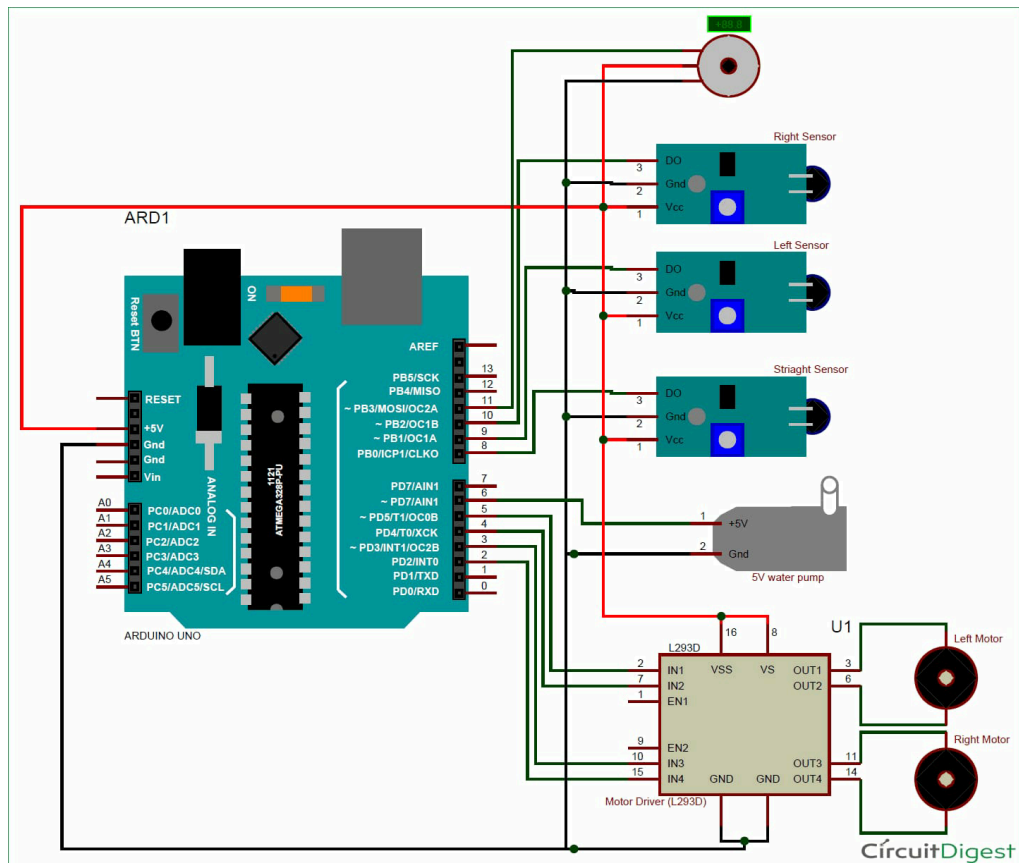 +88.8
Right Sensor
3 DO
2 Gnd
1 Vcc
ARD1
Left Sensor
3 DO
2 Gnd
1 Vcc
Reset BTN
ON
AREF
PB5/SCK 13
PB4/MISO 12
~ PB3/MOSI/OC2A 11
~ PB2/OC1B 10
~ PB1/OC1A 9
PB0/ICP1/CLKO 8
Striaght Sensor
3 DO
2 Gnd
1 Vcc
RESET
+5V
Gnd
Gnd
Vin
ANALOG IN
1121
ATMEGA328P-PU
PD7/AIN1 7
~ PD7/AIN1 6
~ PD5/T1/OC0B 5
PD4/T0/XCK 4
~ PD3/INT1/OC2B 3
PD2/INT0 2
PD1/TXD 1
PD0/RXD 0
A0 PC0/ADC0
A1 PC1/ADC1
A2 PC2/ADC2
A3 PC3/ADC3
A4 PC4/ADC4/SDA
A5 PC5/ADC5/SCL
1 +5V
2 Gnd
5V water pump
ARDUINO UNO
U1
L293D
16 8
VSS VS
2 IN1
7 IN2
1 EN1
9 EN2
10 IN3
15 IN4
OUT1 3
OUT2 6
OUT3 11
OUT4 14
GND GND
Left Motor
Right Motor
Motor Driver (L293D)
CircuitDigest